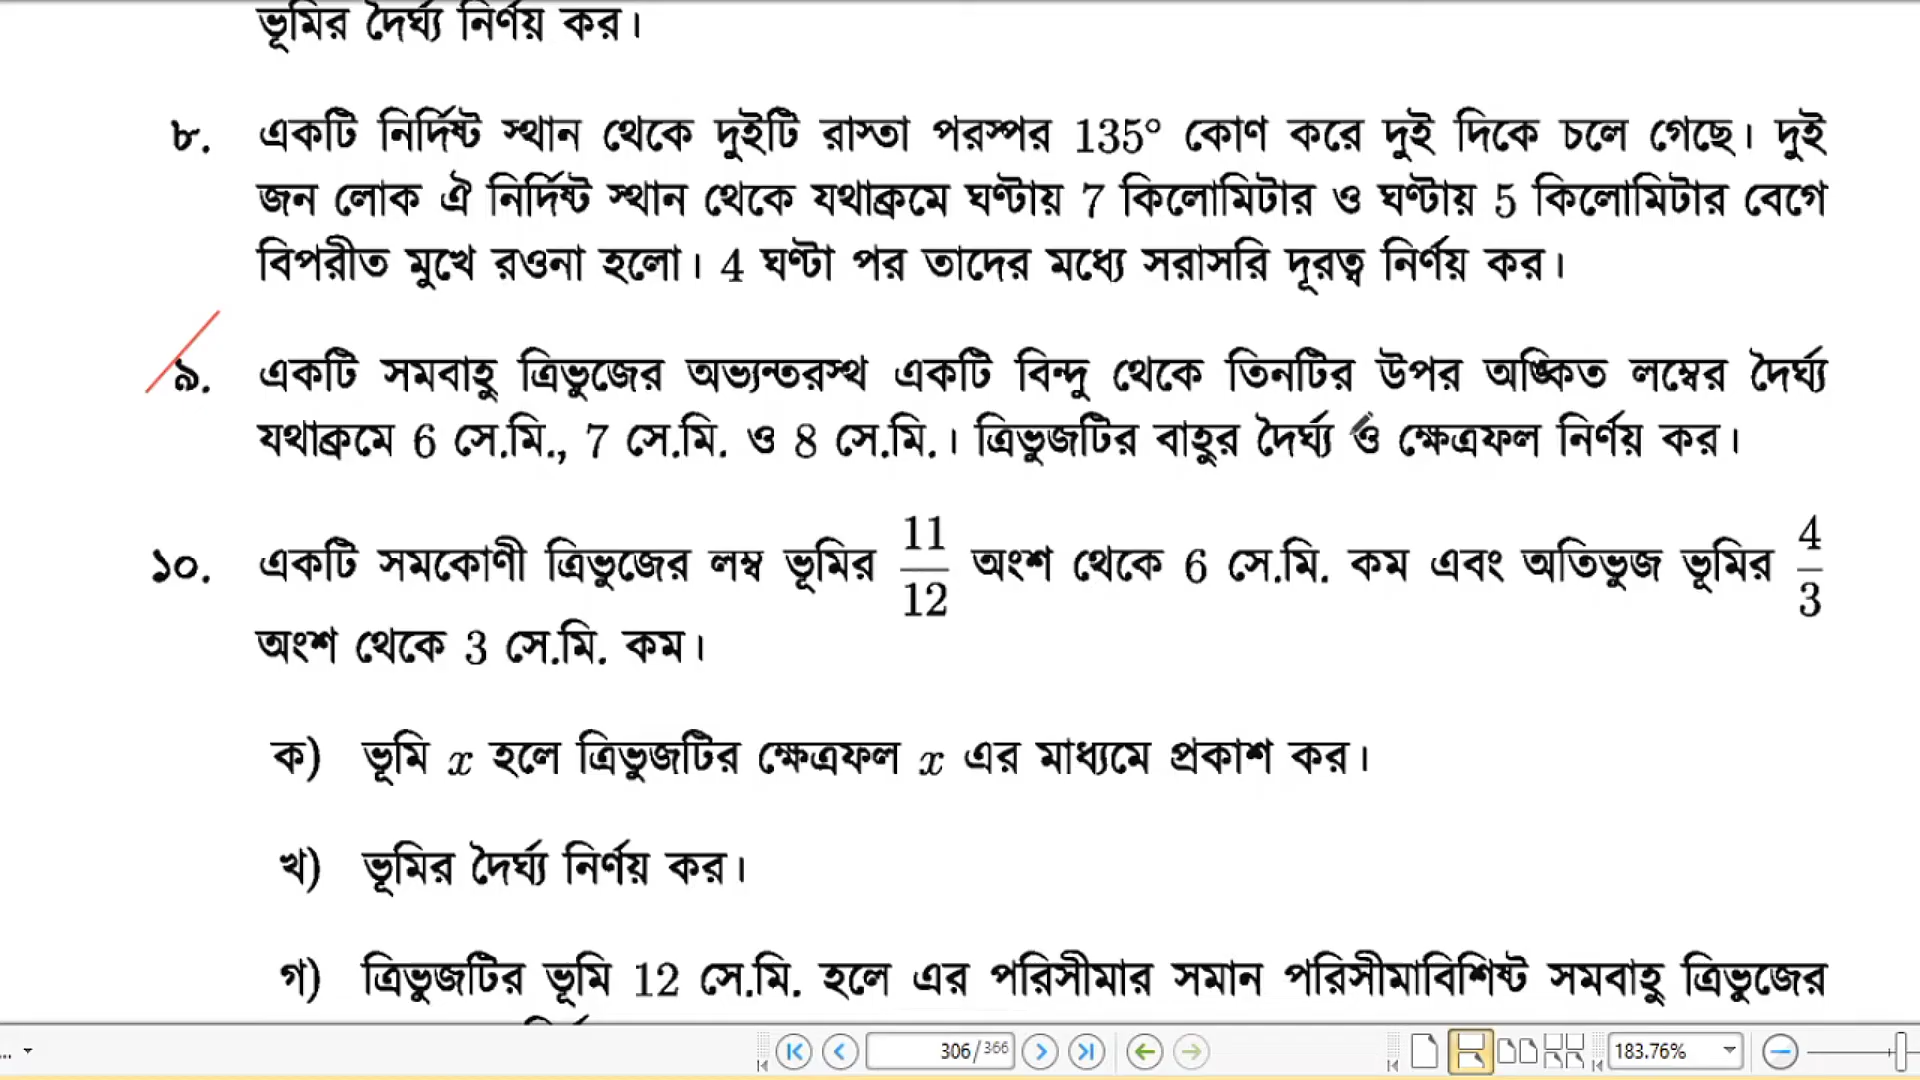 ভূমির দৈর্ঘ্য নির্ণয় কর।
৮. একটি নির্দিষ্ট স্থান থেকে দুইটি রাস্তা পরস্পর 135° কোণ করে দুই দিকে চলে গেছে। দুই
জন লোক ঐ নির্দিষ্ট স্থান থেকে যথাক্রমে ঘণ্টায় 7 কিলোমিটার ও ঘণ্টায় 5 কিলোমিটার বেগে
বিপরীত মুখে রওনা হলো। 4 ঘণ্টা পর তাদের মধ্যে সরাসরি দূরত্ব নির্ণয় কর।
৯. একটি সমবাহু ত্রিভুজের অভ্যন্তরস্থ একটি বিন্দু থেকে তিনটির উপর অঙ্কিত লম্বের দৈর্ঘ্য
যথাক্রমে 6 সে.মি., 7 সে.মি. ও 8 সে.মি.। ত্রিভুজটির বাহুর দৈর্ঘ্য ও ক্ষেত্রফল নির্ণয় কর।
১০. একটি সমকোণী ত্রিভুজের লম্ব ভূমির 11/12 অংশ থেকে 6 সে.মি. কম এবং অতিভুজ ভূমির 4/3
অংশ থেকে 3 সে.মি. কম।
ক) ভূমি x হলে ত্রিভুজটির ক্ষেত্রফল x এর মাধ্যমে প্রকাশ কর।
খ) ভূমির দৈর্ঘ্য নির্ণয় কর।
গ) ত্রিভুজটির ভূমি 12 সে.মি. হলে এর পরিসীমার সমান পরিসীমাবিশিষ্ট সমবাহু ত্রিভুজের
... 306/366 183.76%